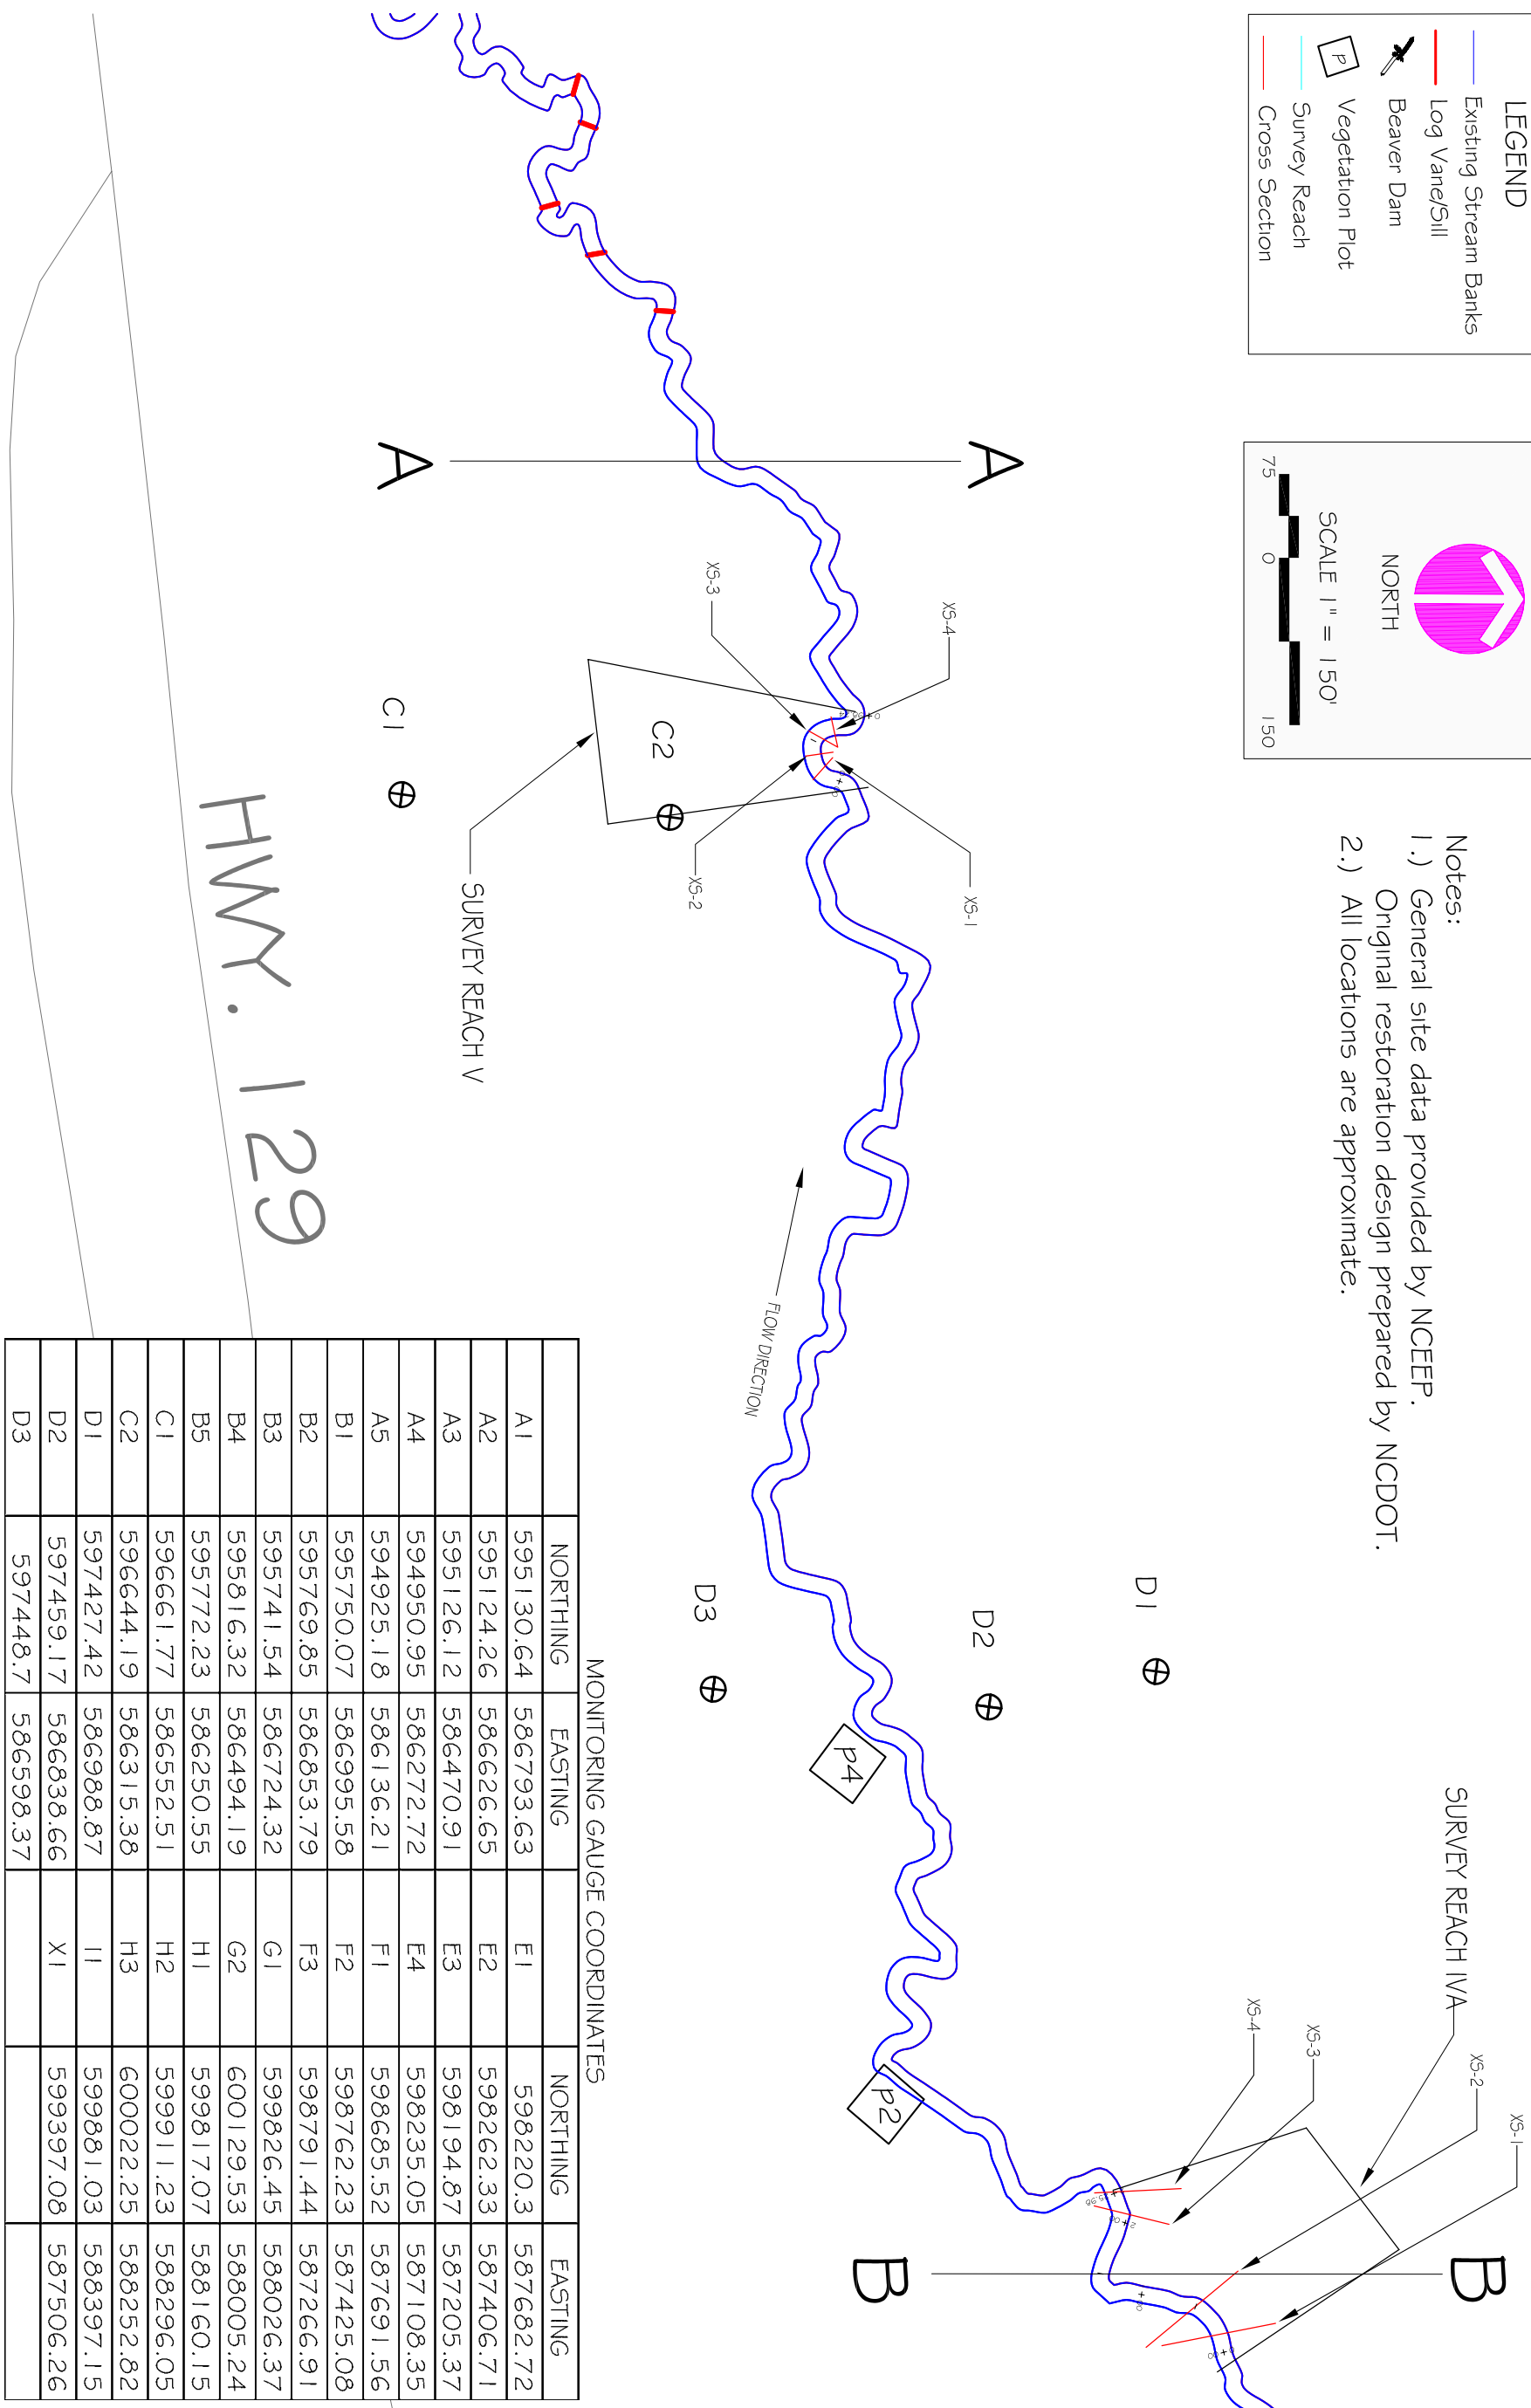 LEGEND
Existing Stream Banks
Log Vane/Sill
Beaver Dam
P Vegetation Plot
Survey Reach
Cross Section
NORTH
SCALE 1" = 150'
75 0 150
Notes:
1.) General site data provided by NCEEP.
Original restoration design prepared by NCDOT.
2.) All locations are approximate.
SURVEY REACH IVA
XS-1
XS-2
XS-3
XS-4
B
B
A
A
XS-4
XS-3
XS-1
XS-2
C2
C1
SURVEY REACH V
FLOW DIRECTION
D1
D2
D3
P4
P2
HWY. 129
MONITORING GAUGE COORDINATES
NORTHING EASTING NORTHING EASTING
A1 595130.64 586793.63 E1 598220.3 587682.72
A2 595124.26 586626.65 E2 598262.33 587406.71
A3 595126.12 586470.91 E3 598194.87 587205.37
A4 594950.95 586272.72 E4 598235.05 587108.35
A5 594925.18 586136.21 F1 598685.52 587691.56
B1 595750.07 586995.58 F2 598762.23 587425.08
B2 595769.85 586853.79 F3 598791.44 587266.91
B3 595741.54 586724.32 G1 599826.45 588026.37
B4 595816.32 586494.19 G2 600129.53 588005.24
B5 595772.23 586250.55 H1 599817.07 588160.15
C1 596661.77 586552.51 H2 599911.23 588296.05
C2 596644.19 586315.38 H3 600022.25 588252.82
D1 597427.42 586988.87 I1 599881.03 588397.15
D2 597459.17 586838.66 X1 599397.08 587506.26
D3 597448.7 586598.37